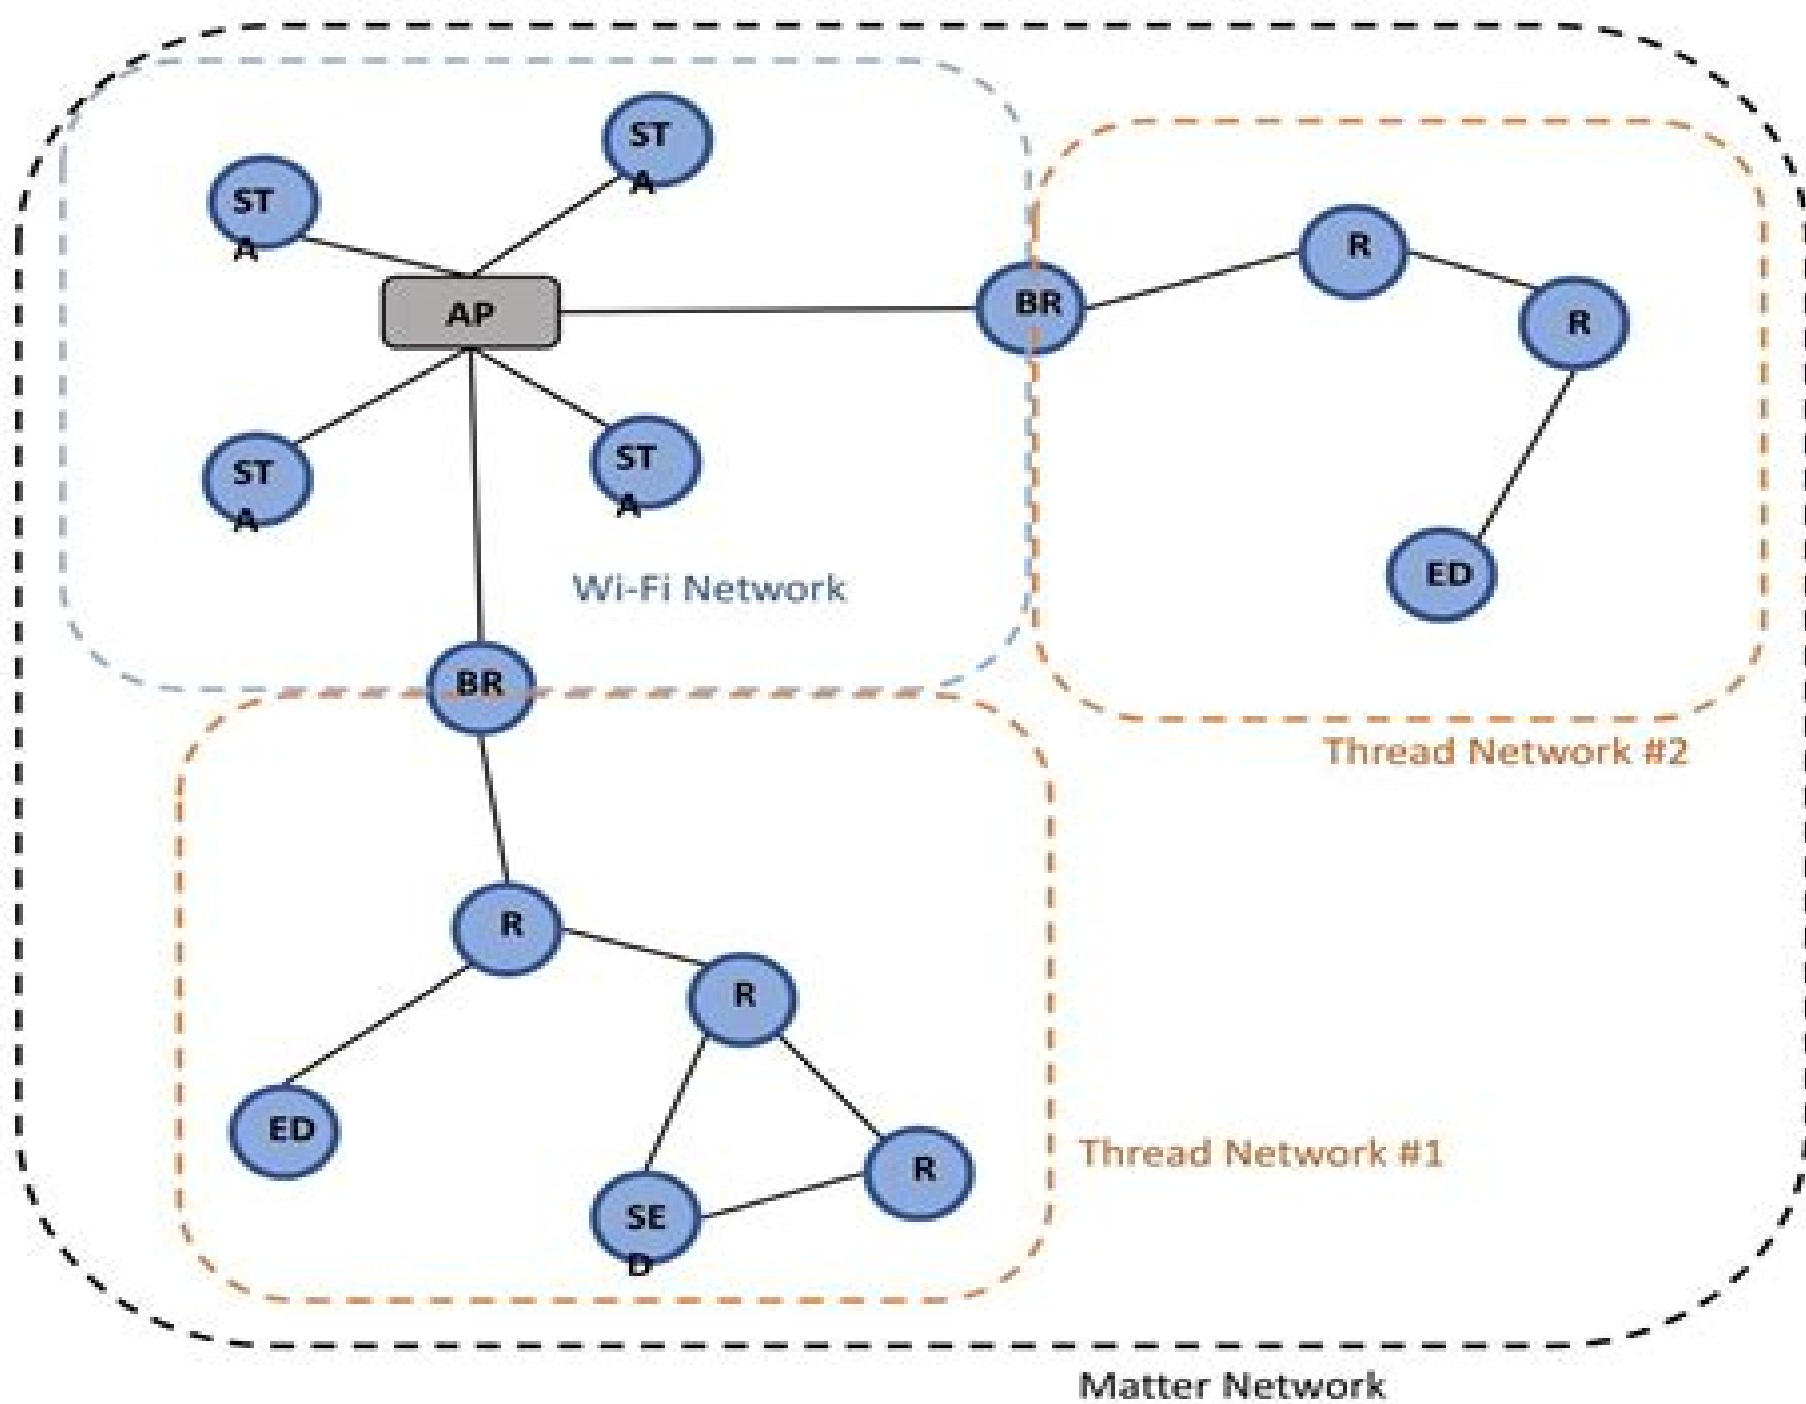 ST
A
ST
A
AP
BR
R
R
ST
A
ST
A
ED
Wi-Fi Network
BR
Thread Network #2
R
R
ED
SE
D
R
Thread Network #1
Matter Network